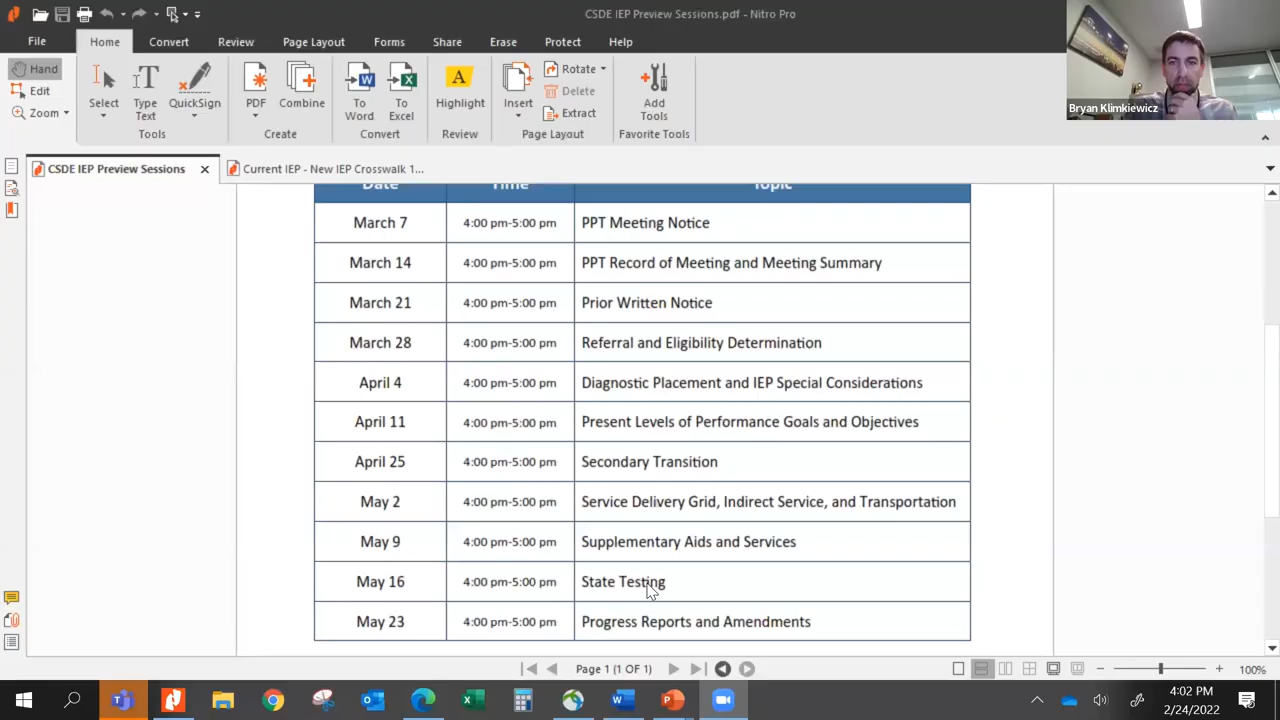 CSDE IEP Preview Sessions.pdf - Nitro Pro
File Home Convert Review Page Layout Forms Share Erase Protect Help
Hand
Edit
Zoom
Select
Type Text
QuickSign
Tools
PDF
Combine
Create
To Word
To Excel
Convert
A
Highlight
Review
Insert
Rotate
Delete
Extract
Page Layout
Add Tools
Favorite Tools
Bryan Klimkiewicz
CSDE IEP Preview Sessions
Current IEP - New IEP Crosswalk 1...
Date Time Topic
March 7 4:00 pm-5:00 pm PPT Meeting Notice
March 14 4:00 pm-5:00 pm PPT Record of Meeting and Meeting Summary
March 21 4:00 pm-5:00 pm Prior Written Notice
March 28 4:00 pm-5:00 pm Referral and Eligibility Determination
April 4 4:00 pm-5:00 pm Diagnostic Placement and IEP Special Considerations
April 11 4:00 pm-5:00 pm Present Levels of Performance Goals and Objectives
April 25 4:00 pm-5:00 pm Secondary Transition
May 2 4:00 pm-5:00 pm Service Delivery Grid, Indirect Service, and Transportation
May 9 4:00 pm-5:00 pm Supplementary Aids and Services
May 16 4:00 pm-5:00 pm State Testing
May 23 4:00 pm-5:00 pm Progress Reports and Amendments
Page 1 (1 OF 1)
100%
4:02 PM
2/24/2022